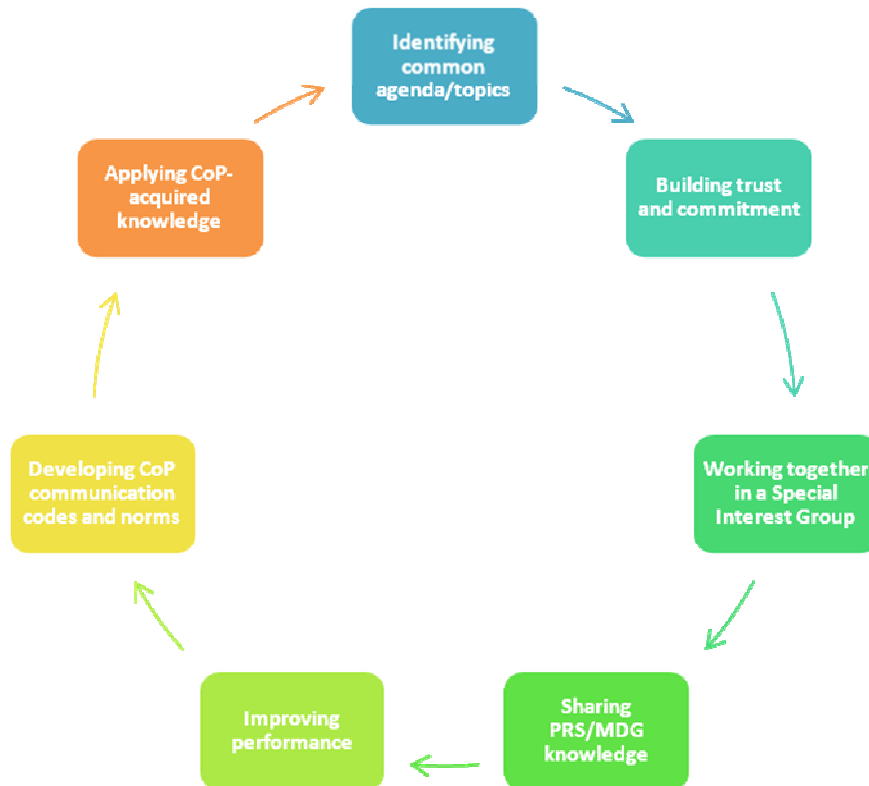 Identifying
common
agenda/topics
Building trust
and commitment
Working together
in a Special
Interest Group
Sharing
PRS/MDG
knowledge
Improving
performance
Developing CoP
communication
codes and norms
Applying CoP-
acquired
knowledge